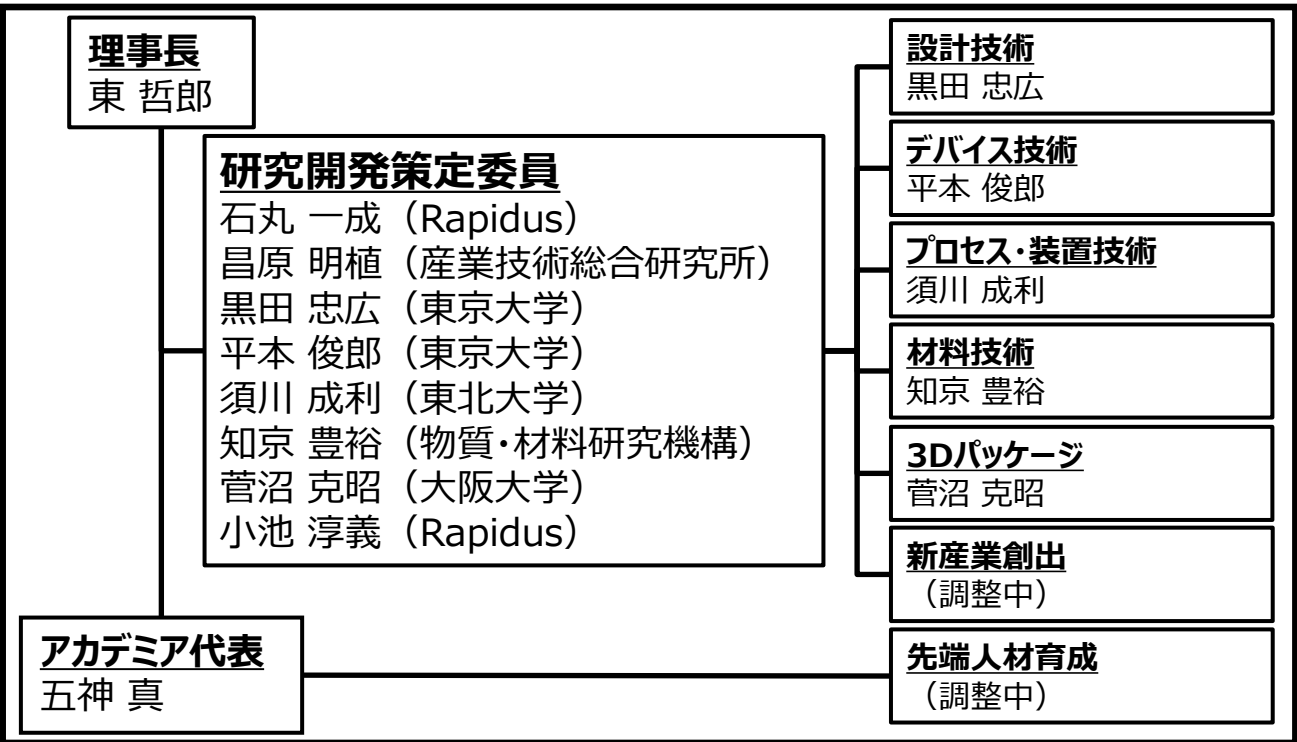 理事長
東 哲郎
研究開発策定委員
石丸 一成（Rapidus）
昌原 明植（産業技術総合研究所）
黒田 忠広（東京大学）
平本 俊郎（東京大学）
須川 成利（東北大学）
知京 豊裕（物質・材料研究機構）
菅沼 克昭（大阪大学）
小池 淳義（Rapidus）
アカデミア代表
五神 真
設計技術
黒田 忠広
デバイス技術
平本 俊郎
プロセス・装置技術
須川 成利
材料技術
知京 豊裕
3Dパッケージ
菅沼 克昭
新産業創出
（調整中）
先端人材育成
（調整中）